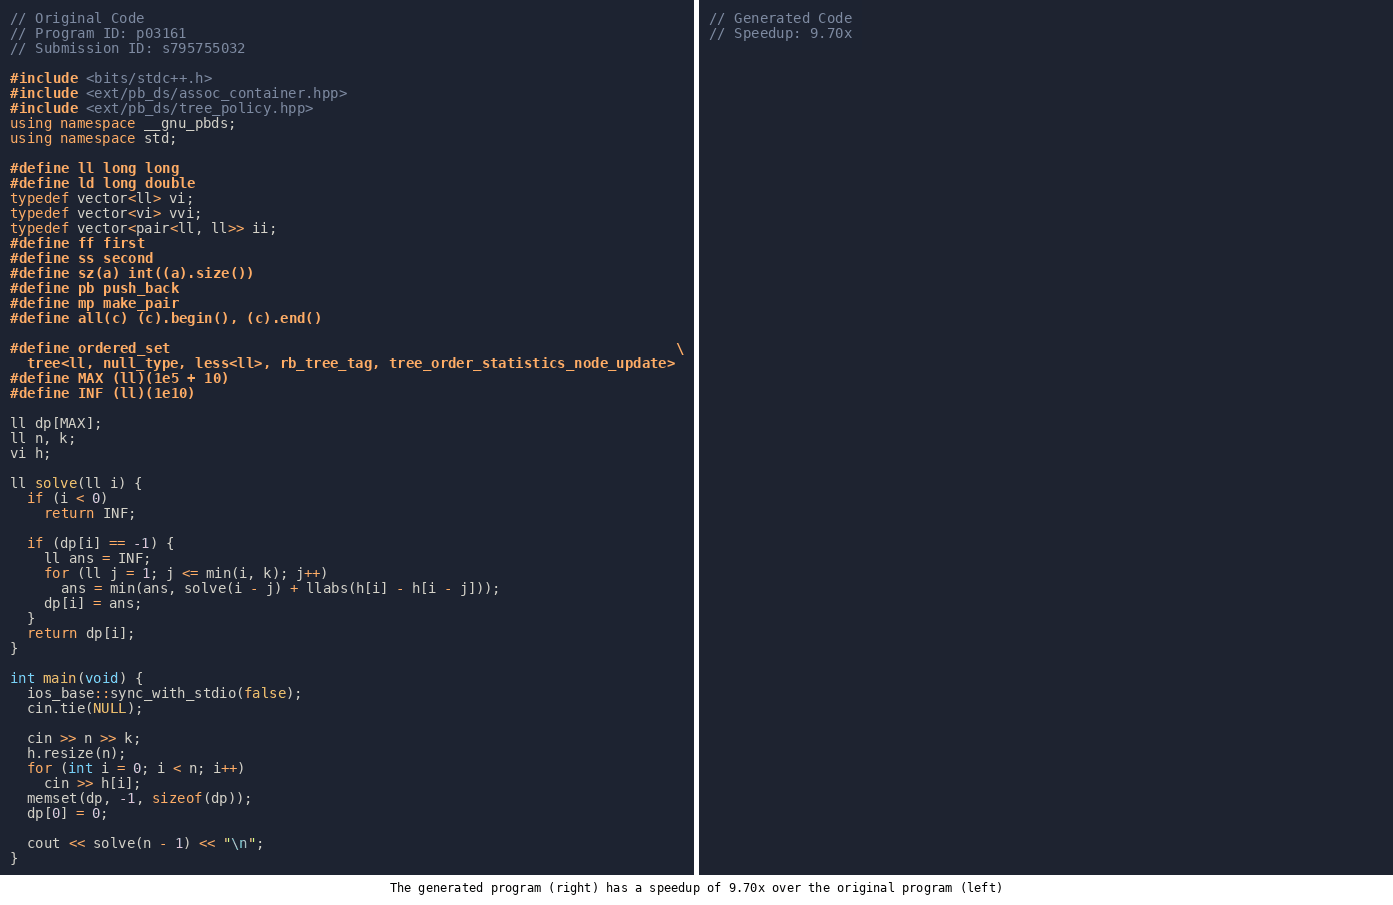 // Original Code
// Program ID: p03161
// Submission ID: s795755032
#include <bits/stdc++.h>
#include <ext/pb_ds/assoc_container.hpp>
#include <ext/pb_ds/tree_policy.hpp>
using namespace __gnu_pbds;
using namespace std;
#define ll long long
#define ld long double
typedef vector<ll> vi;
typedef vector<vi> vvi;
typedef vector<pair<ll, ll>> ii;
#define ff first
#define ss second
#define sz(a) int((a).size())
#define pb push_back
#define mp make_pair
#define all(c) (c).begin(), (c).end()
#define ordered_set \
  tree<ll, null_type, less<ll>, rb_tree_tag, tree_order_statistics_node_update>
#define MAX (ll)(1e5 + 10)
#define INF (ll)(1e10)
ll dp[MAX];
ll n, k;
vi h;
ll solve(ll i) {
  if (i < 0)
    return INF;
  if (dp[i] == -1) {
    ll ans = INF;
    for (ll j = 1; j <= min(i, k); j++)
      ans = min(ans, solve(i - j) + llabs(h[i] - h[i - j]));
    dp[i] = ans;
  }
  return dp[i];
}
int main(void) {
  ios_base::sync_with_stdio(false);
  cin.tie(NULL);
  cin >> n >> k;
  h.resize(n);
  for (int i = 0; i < n; i++)
    cin >> h[i];
  memset(dp, -1, sizeof(dp));
  dp[0] = 0;
  cout << solve(n - 1) << "\n";
}
// Generated Code
// Speedup: 9.70x
The generated program (right) has a speedup of 9.70x over the original program (left)